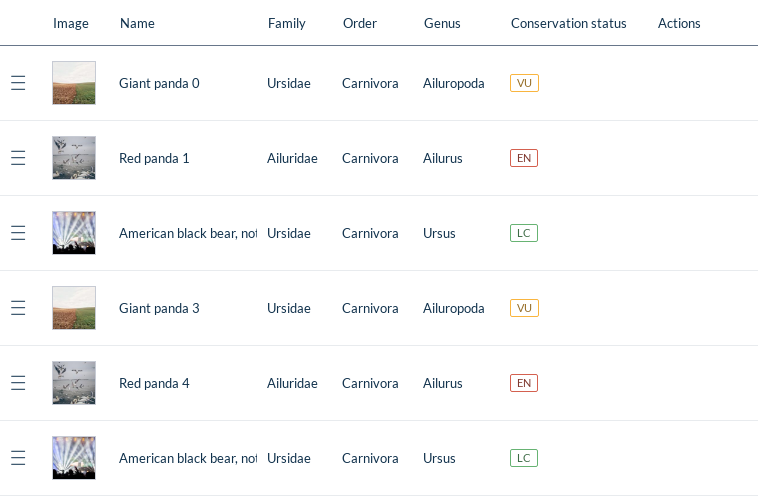 Image Name Family Order Genus Conservation status Actions
Giant panda 0 Ursidae Carnivora Ailuropoda VU
Red panda 1 Ailuridae Carnivora Ailurus EN
American black bear, not Ursidae Carnivora Ursus LC
Giant panda 3 Ursidae Carnivora Ailuropoda VU
Red panda 4 Ailuridae Carnivora Ailurus EN
American black bear, not Ursidae Carnivora Ursus LC